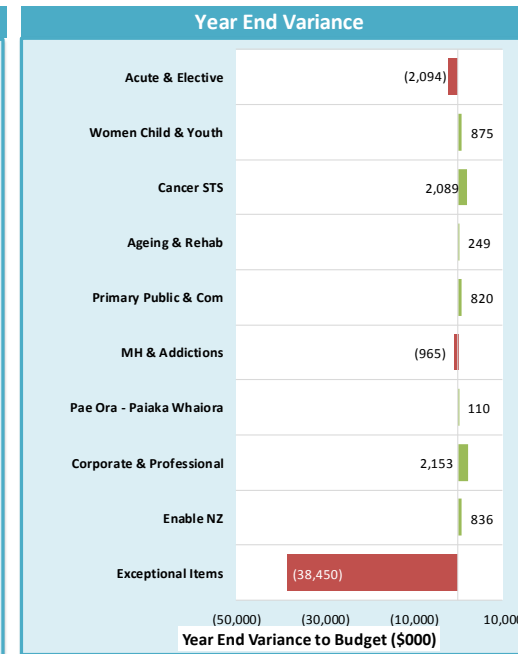 Year End Variance
Acute & Elective (2,094)
Women Child & Youth 875
Cancer STS 2,089
Ageing & Rehab 249
Primary Public & Com 820
MH & Addictions (965)
Pae Ora - Paiaka Whaiora 110
Corporate & Professional 2,153
Enable NZ 836
Exceptional Items (38,450)
(50,000) (30,000) (10,000) 10,00
Year End Variance to Budget ($000)